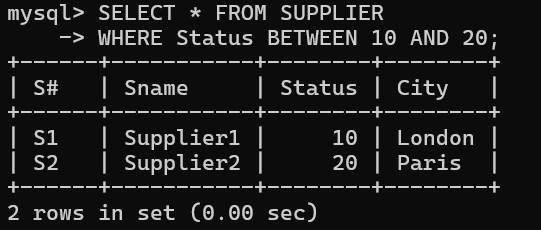 mysql> SELECT * FROM SUPPLIER
    -> WHERE Status BETWEEN 10 AND 20;
+------+-----------+--------+--------+
| S#   | Sname     | Status | City   |
+------+-----------+--------+--------+
| S1   | Supplier1 |     10 | London |
| S2   | Supplier2 |     20 | Paris  |
+------+-----------+--------+--------+
2 rows in set (0.00 sec)